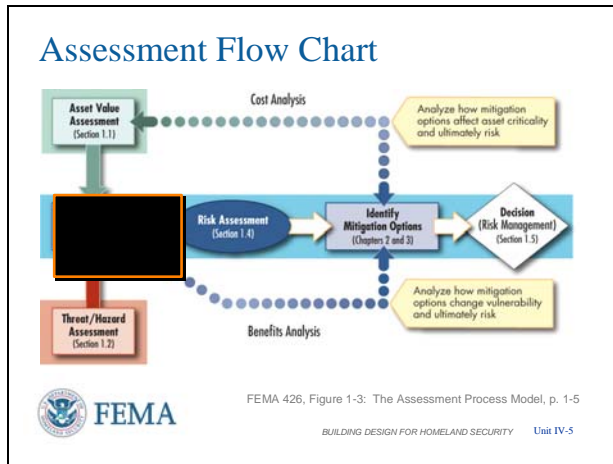 Assessment Flow Chart
Cost Analysis
Asset Value
Assessment
(Section 1.1)
Analyze how mitigation
options affect asset criticality
and ultimately risk
Risk Assessment
(Section 1.4)
Identify
Mitigation Options
(Chapters 2 and 3)
Decision
(Risk Management)
(Section 1.5)
Threat/Hazard
Assessment
(Section 1.2)
Benefits Analysis
Analyze how mitigation
options change vulnerability
and ultimately risk
FEMA
FEMA 426, Figure 1-3: The Assessment Process Model, p. 1-5
BUILDING DESIGN FOR HOMELAND SECURITY Unit IV-5